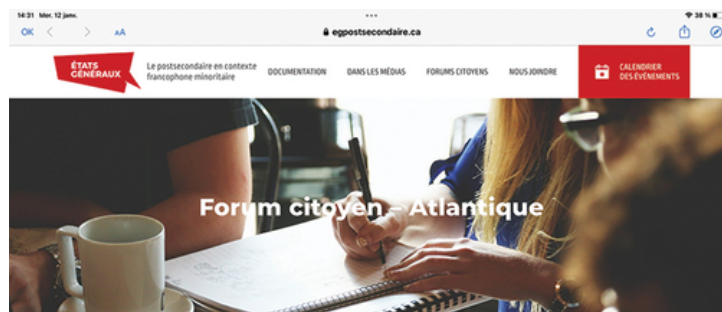 14:31 Mer. 12 janv.
38 %
OK
AA
egpostsecondaire.ca
ÉTATS
GÉNÉRAUX
Le postsecondaire en contexte
francophone minoritaire
DOCUMENTATION
DANS LES MÉDIAS
FORUMS CITOYENS
NOUS JOINDRE
CALENDRIER
DES ÉVÉNEMENTS
Forum citoyen – Atlantique